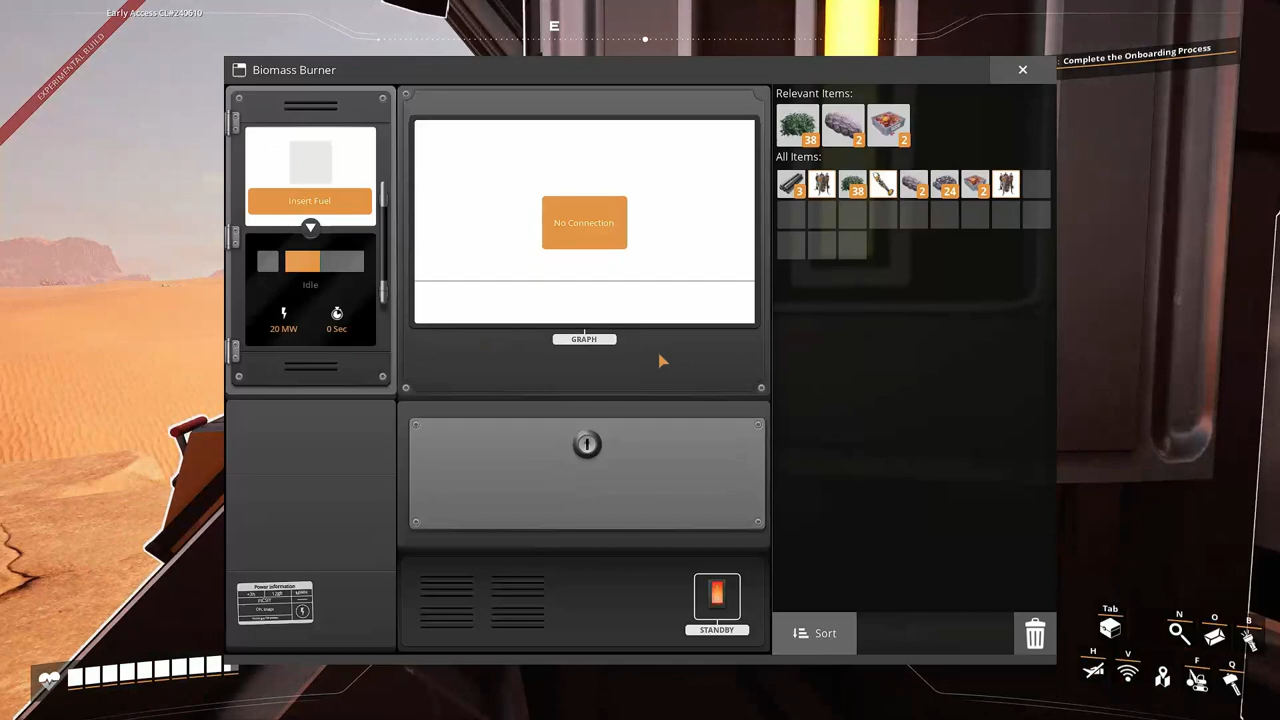 Early Access CL#240610
EXPERIMENTAL BUILD
E
: Complete the Onboarding Process
Biomass Burner
Insert Fuel
Idle
20 MW
0 Sec
No Connection
GRAPH
Power Information
STANDBY
Relevant Items:
38
2
2
All Items:
3
38
2
24
2
Sort
Tab
N
O
B
H
V
F
Q